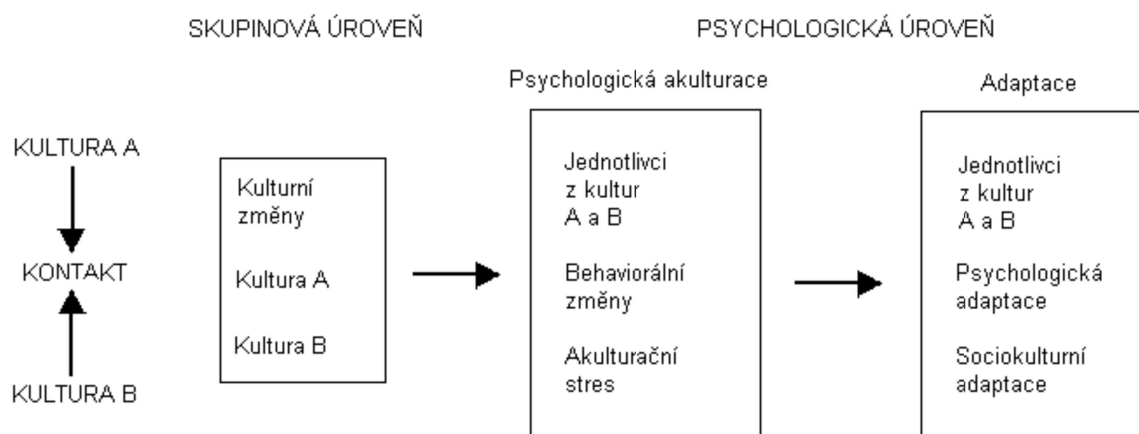 SKUPINOVÁ ÚROVEŇ
PSYCHOLOGICKÁ ÚROVEŇ
KULTURA A
KONTAKT
KULTURA B
Kulturní
změny
Kultura A
Kultura B
Psychologická akulturace
Jednotlivci
z kultur
A a B
Behaviorální
změny
Akulturační
stres
Adaptace
Jednotlivci
z kultur
A a B
Psychologická
adaptace
Sociokulturní
adaptace